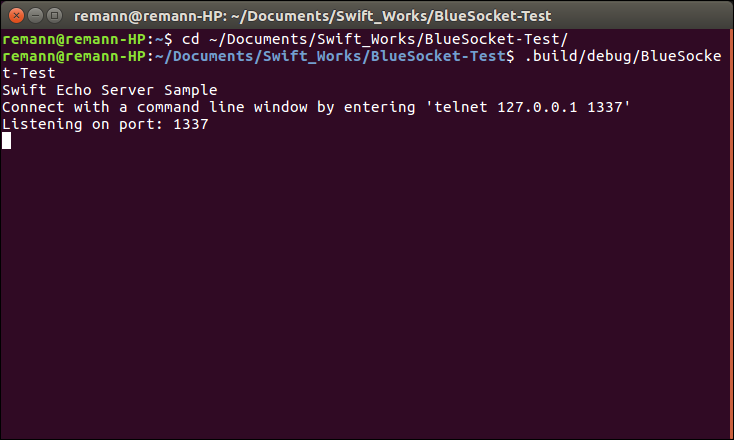 remann@remann-HP: ~/Documents/Swift_Works/BlueSocket-Test
remann@remann-HP:~$ cd ~/Documents/Swift_Works/BlueSocket-Test/
remann@remann-HP:~/Documents/Swift_Works/BlueSocket-Test$ .build/debug/BlueSocke
t-Test
Swift Echo Server Sample
Connect with a command line window by entering 'telnet 127.0.0.1 1337'
Listening on port: 1337